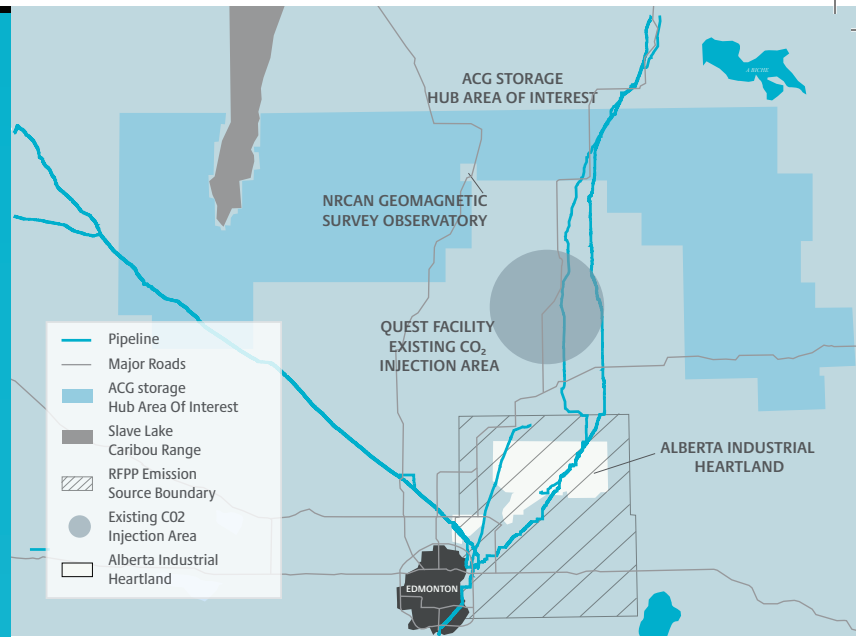 ACG STORAGE
HUB AREA OF INTEREST
NRCAN GEOMAGNETIC
SURVEY OBSERVATORY
QUEST FACILITY
EXISTING CO₂
INJECTION AREA
ALBERTA INDUSTRIAL
HEARTLAND
EDMONTON
Pipeline
Major Roads
ACG storage
Hub Area Of Interest
Slave Lake
Caribou Range
RFPP Emission
Source Boundary
Existing C02
Injection Area
Alberta Industrial
Heartland